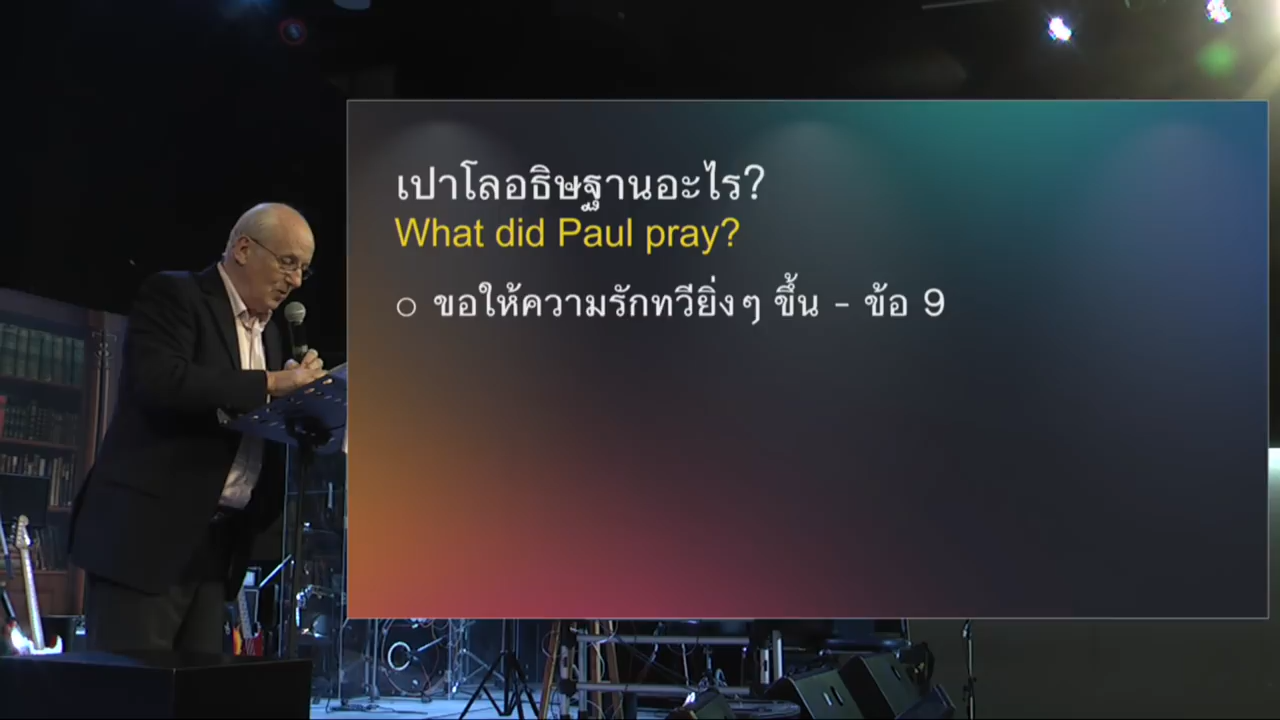 เปาโลอธิษฐานอะไร?
What did Paul pray?
○ ขอให้ความรักทวียิ่งๆ ขึ้น - ข้อ 9